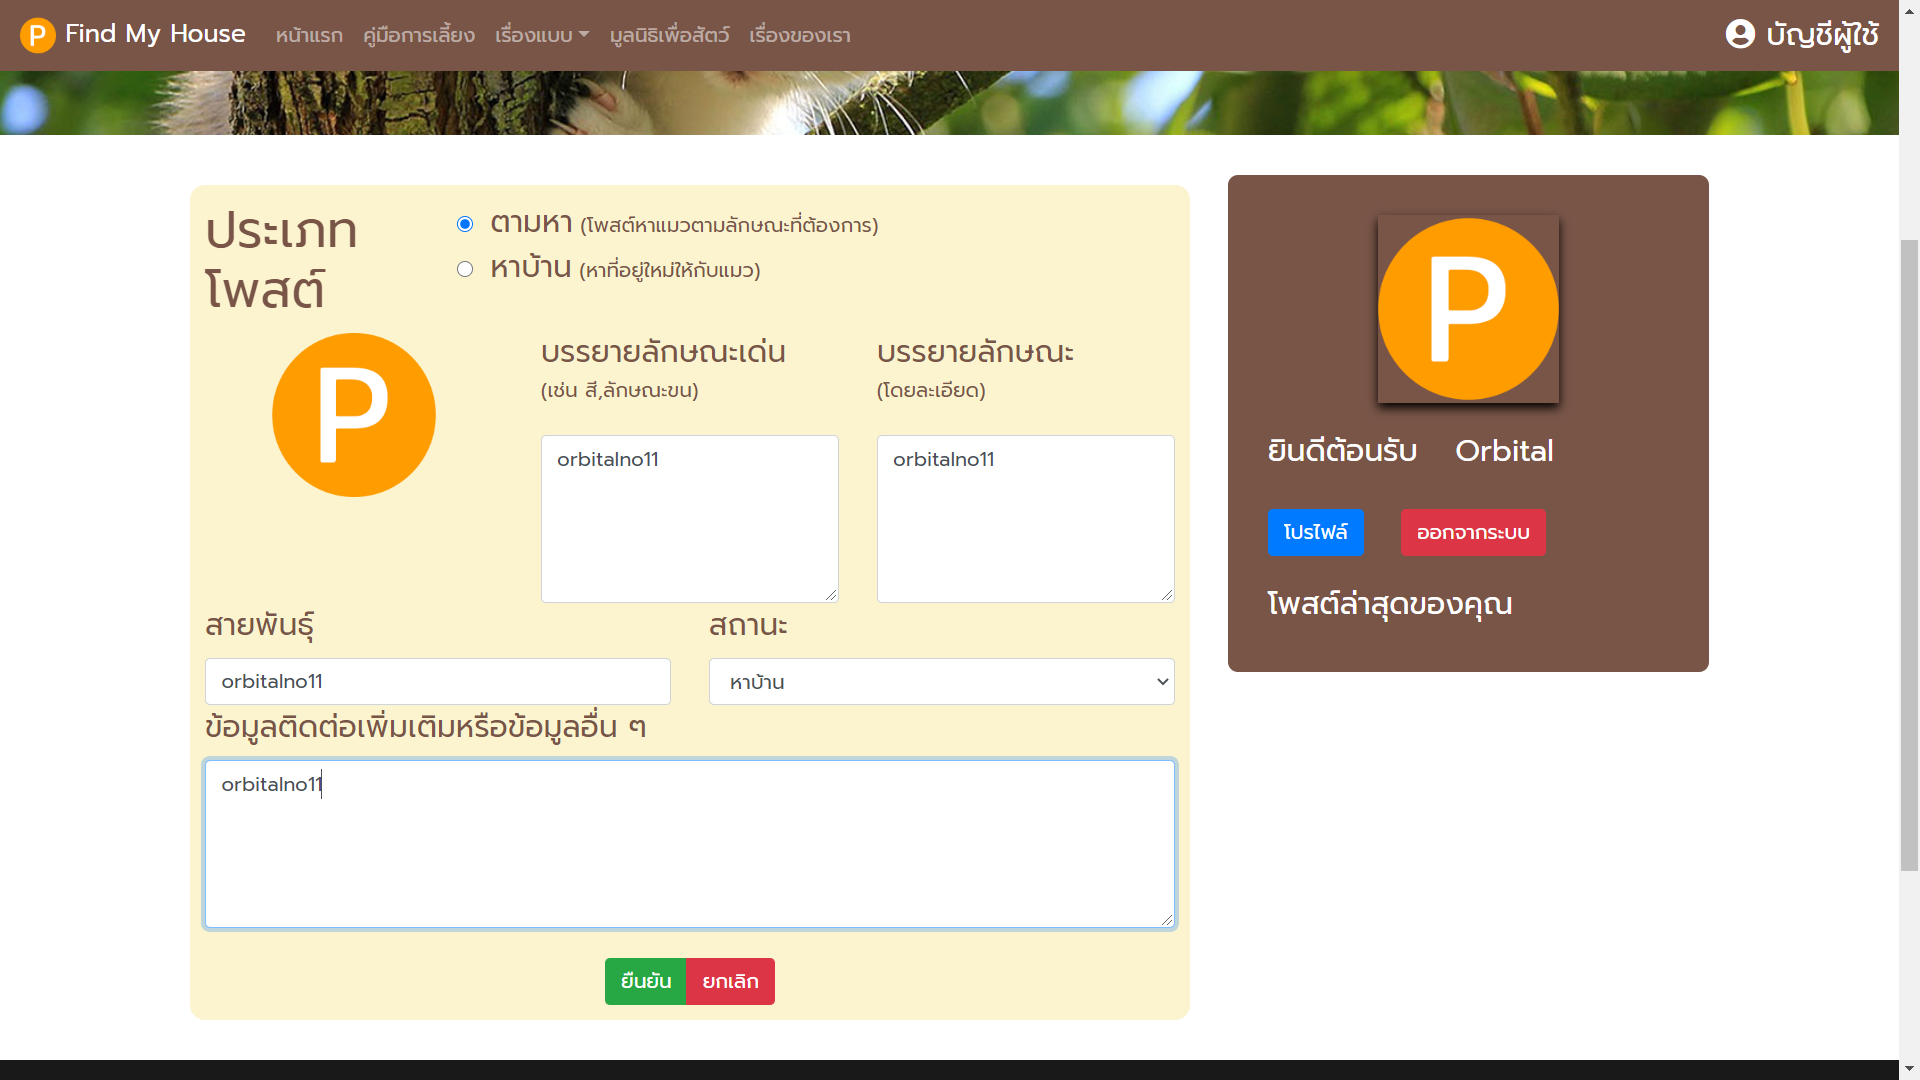 P Find My House หน้าแรก คู่มือการเลี้ยง เรื่องแบบ มูลนิธิเพื่อสัตว์ เรื่องของเรา บัญชีผู้ใช้
ประเภท
โพสต์
ตามหา (โพสต์หาแมวตามลักษณะที่ต้องการ)
หาบ้าน (หาที่อยู่ใหม่ให้กับแมว)
P
บรรยายลักษณะเด่น
(เช่น สี,ลักษณะขน)
orbitalno11
บรรยายลักษณะ
(โดยละเอียด)
orbitalno11
สายพันธุ์
orbitalno11
สถานะ
หาบ้าน
ข้อมูลติดต่อเพิ่มเติมหรือข้อมูลอื่น ๆ
orbitalno11
ยืนยัน ยกเลิก
P
ยินดีต้อนรับ Orbital
โปรไฟล์ ออกจากระบบ
โพสต์ล่าสุดของคุณ